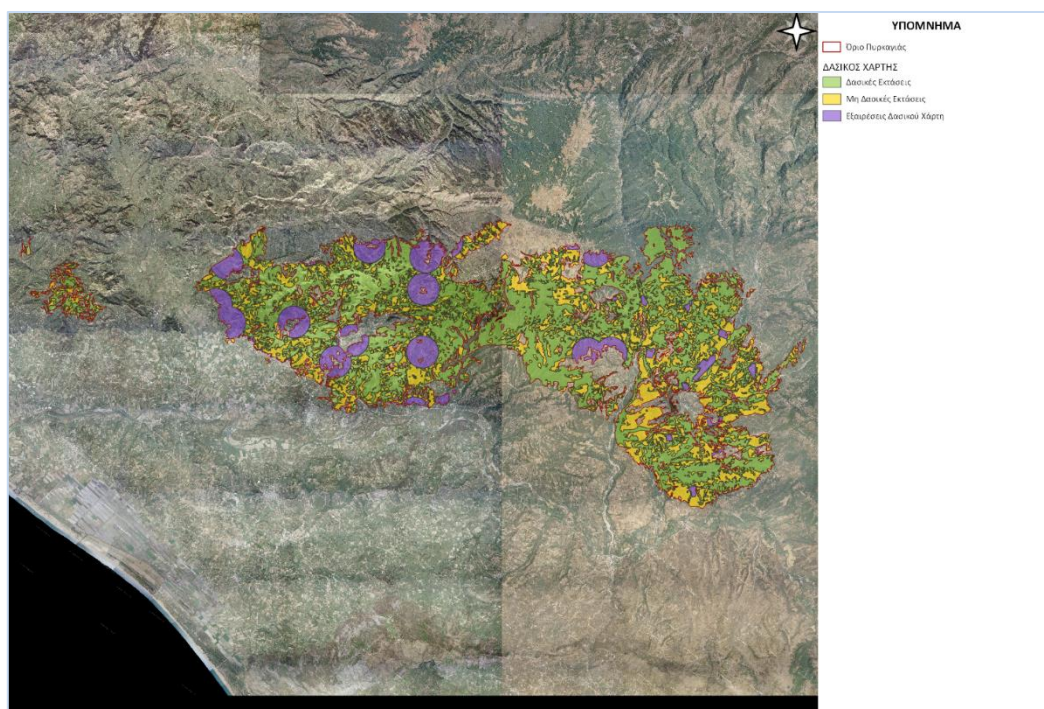 ΥΠΟΜΝΗΜΑ
Όριο Πυρκαγιάς
ΔΑΣΙΚΟΣ ΧΑΡΤΗΣ
Δασικές Εκτάσεις
Μη Δασικές Εκτάσεις
Εξαιρέσεις Δασικού Χάρτη